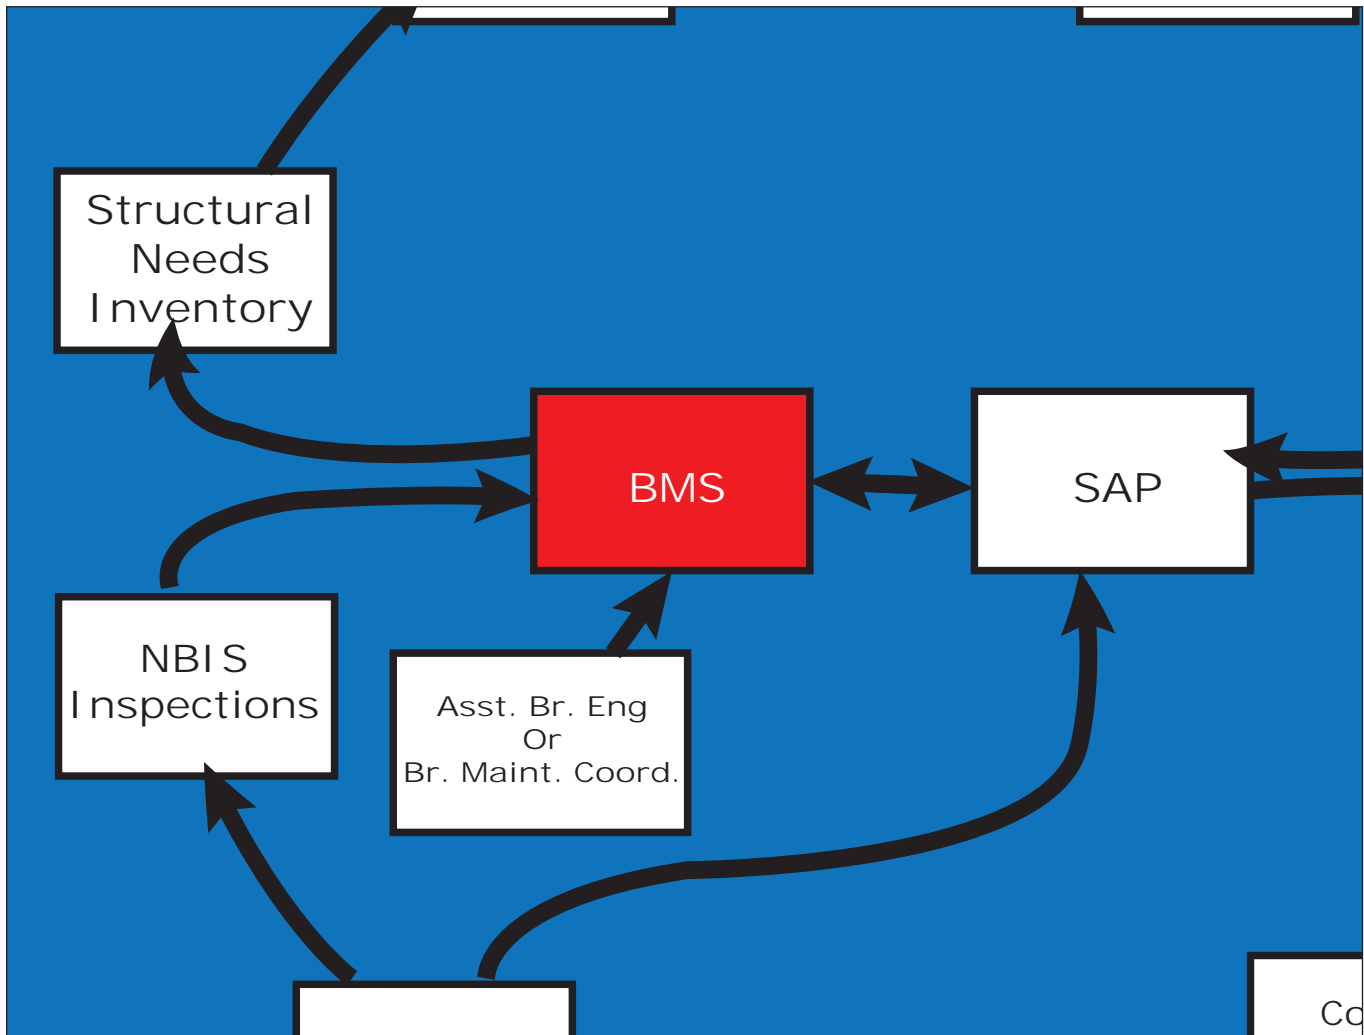 Structural
Needs
Inventory
BMS
SAP
NBIS
Inspections
Asst. Br. Eng
Or
Br. Maint. Coord.